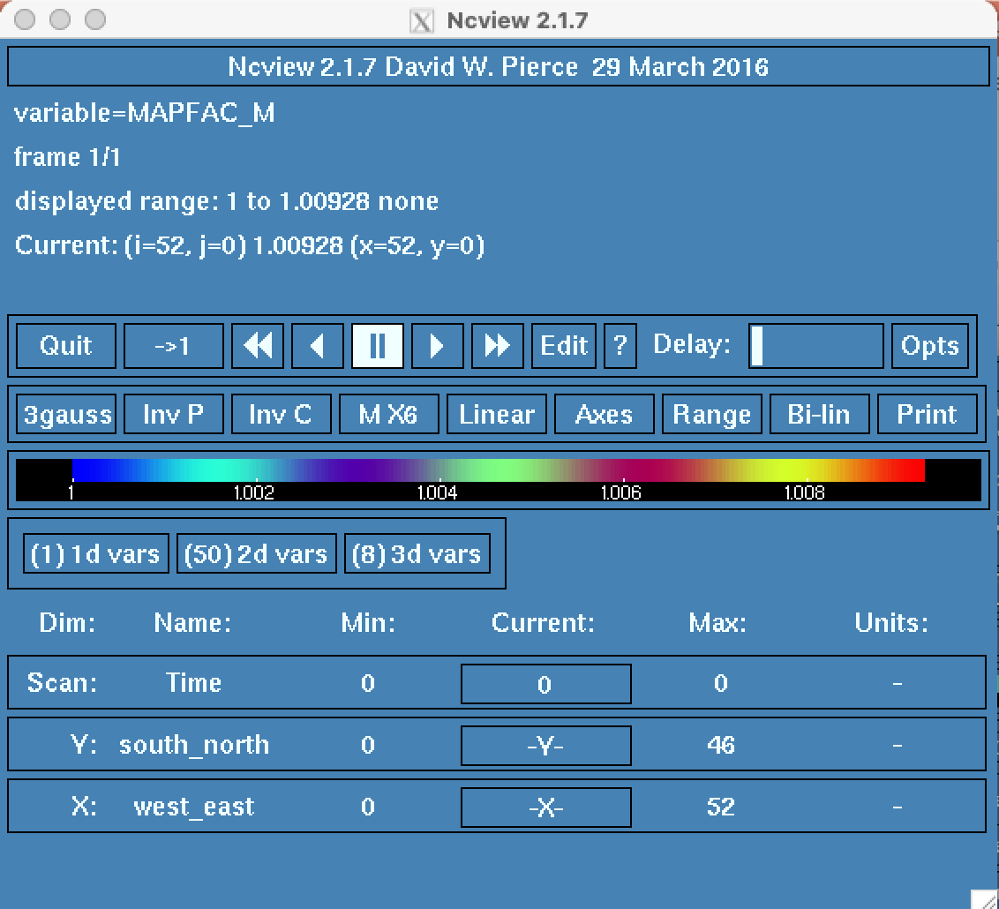 Ncview 2.1.7
Ncview 2.1.7 David W. Pierce 29 March 2016
variable=MAPFAC_M
frame 1/1
displayed range: 1 to 1.00928 none
Current: (i=52, j=0) 1.00928 (x=52, y=0)
Quit ->1 Edit ? Delay: Opts
3gauss Inv P Inv C M X6 Linear Axes Range Bi-lin Print
1 1.002 1.004 1.006 1.008
(1) 1d vars (50) 2d vars (8) 3d vars
Dim: Name: Min: Current: Max: Units:
Scan: Time 0 0 0 -
Y: south_north 0 -Y- 46 -
X: west_east 0 -X- 52 -